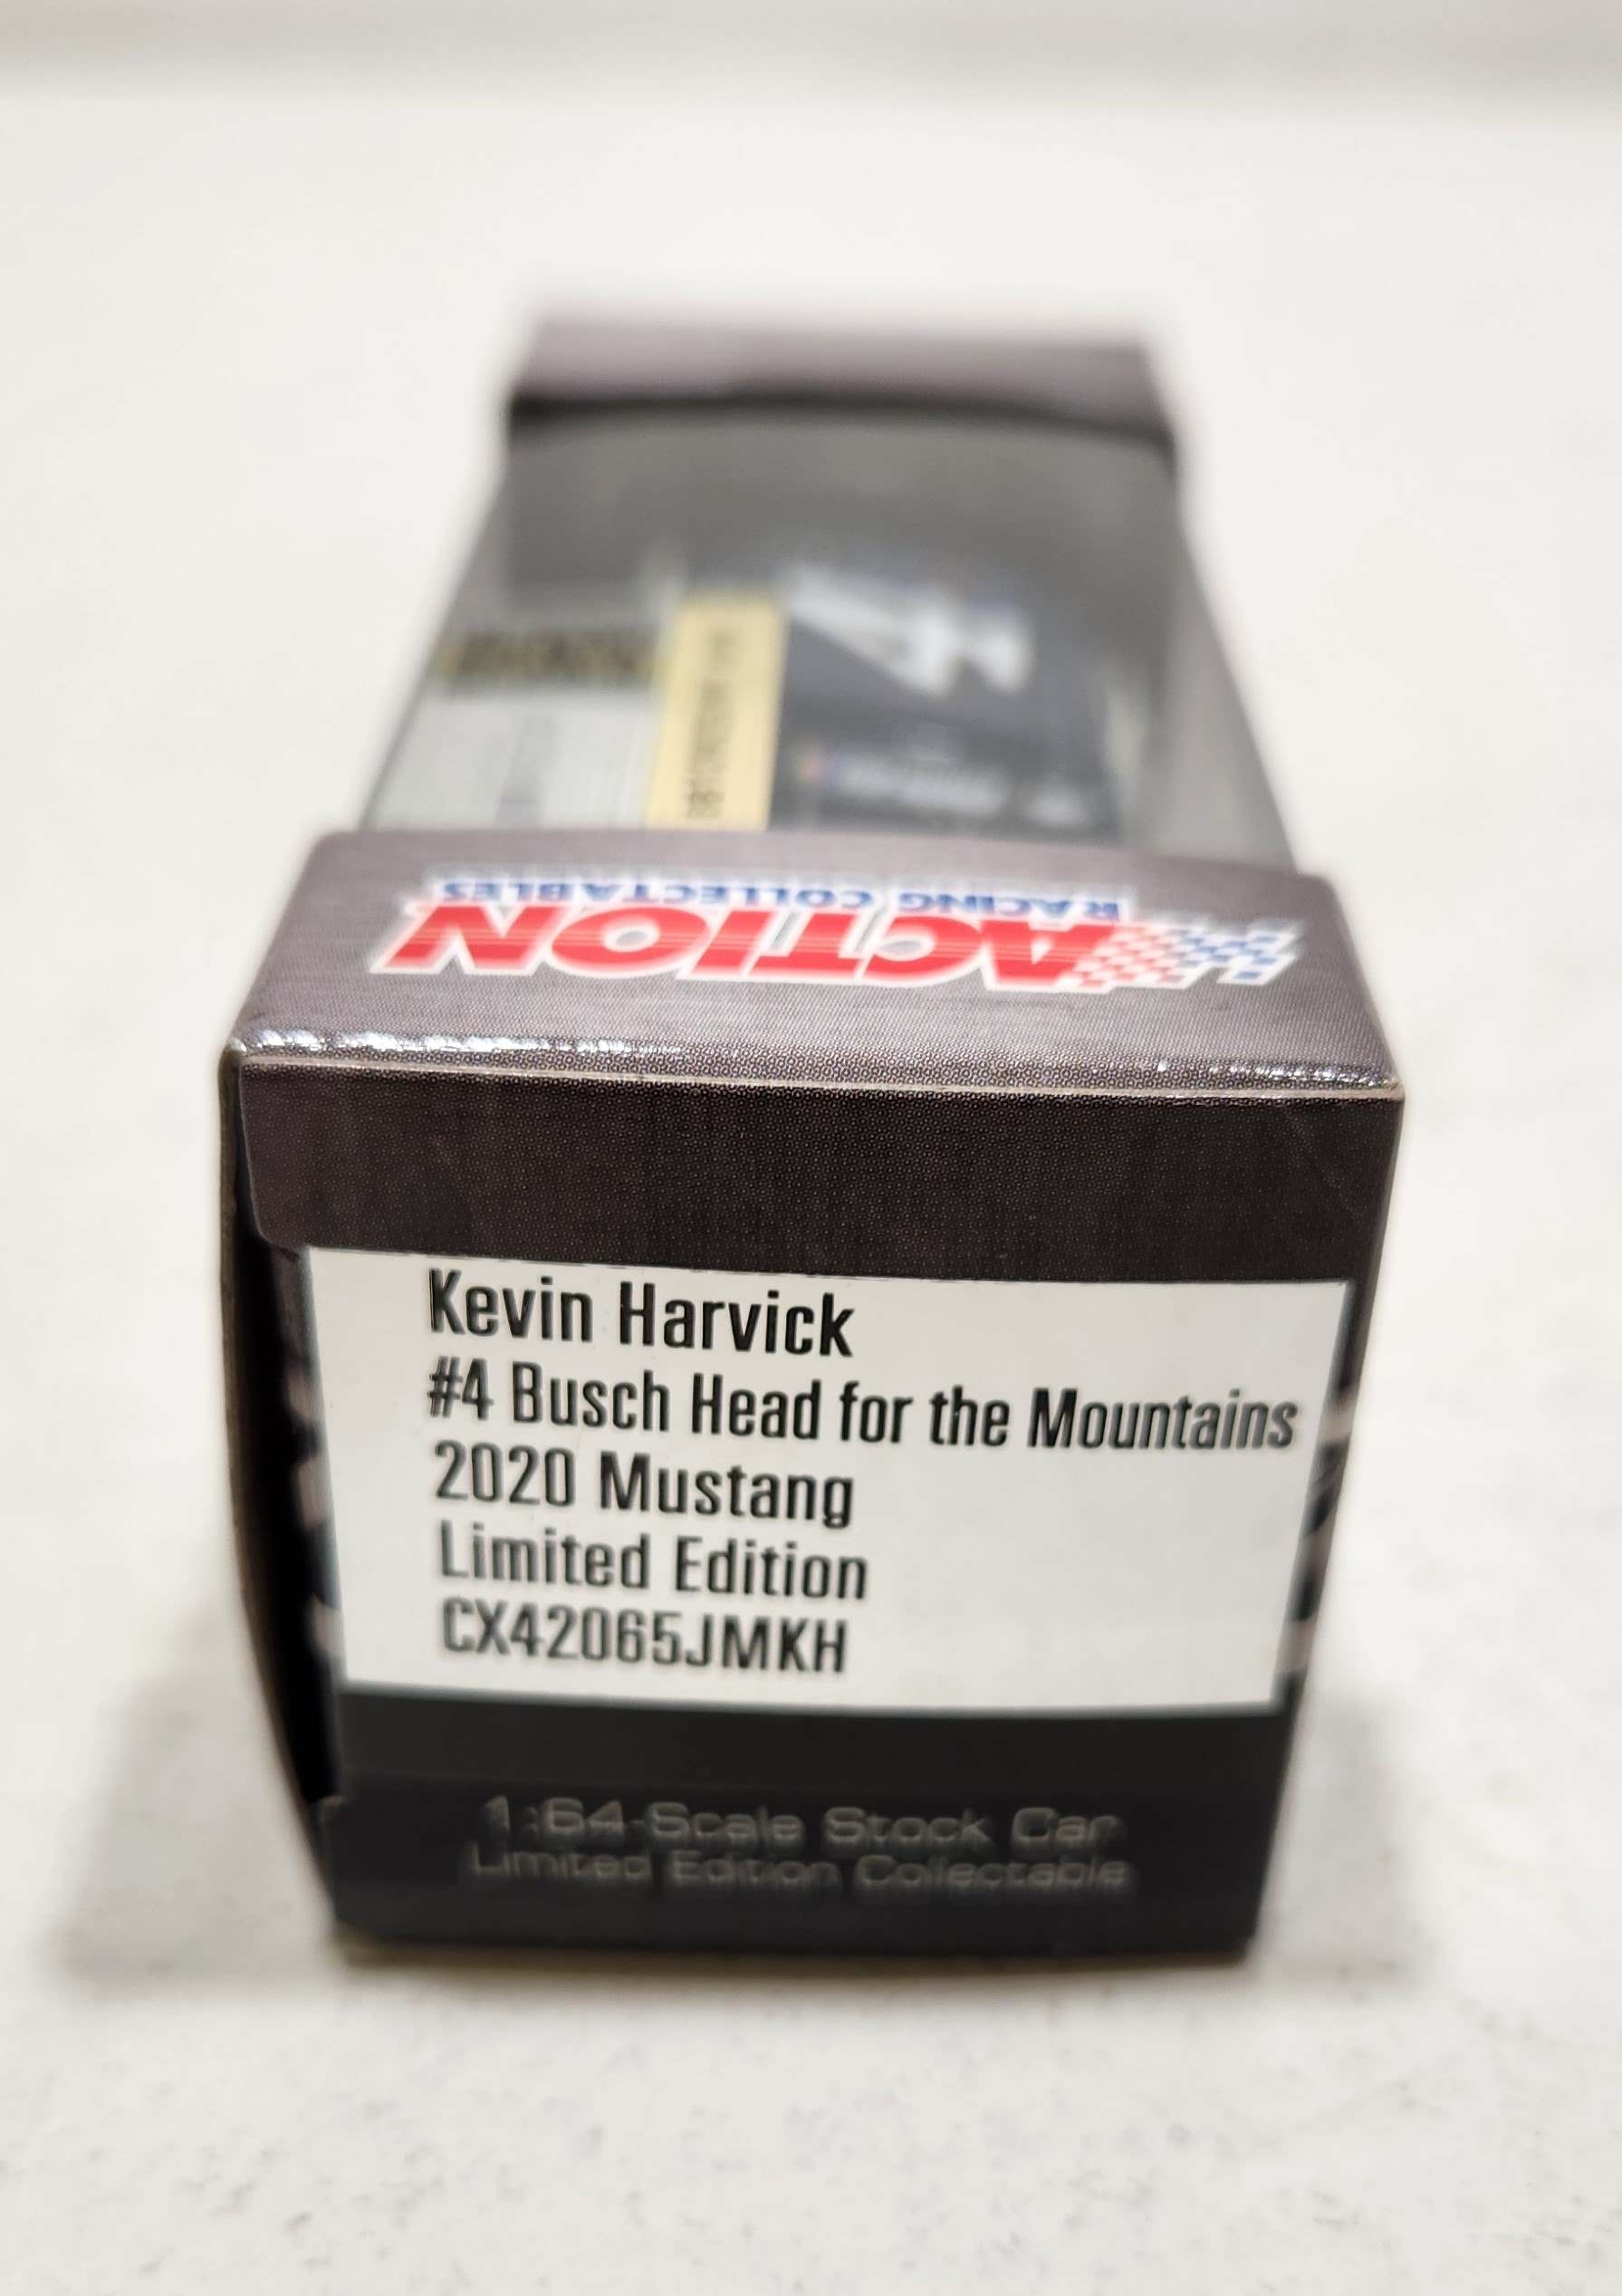 4
ACTION
RACING COLLECTABLES
Kevin Harvick
#4 Busch Head for the Mountains
2020 Mustang
Limited Edition
CX42065JMKH
1:64-Scale Stock Car
Limited Edition Collectable